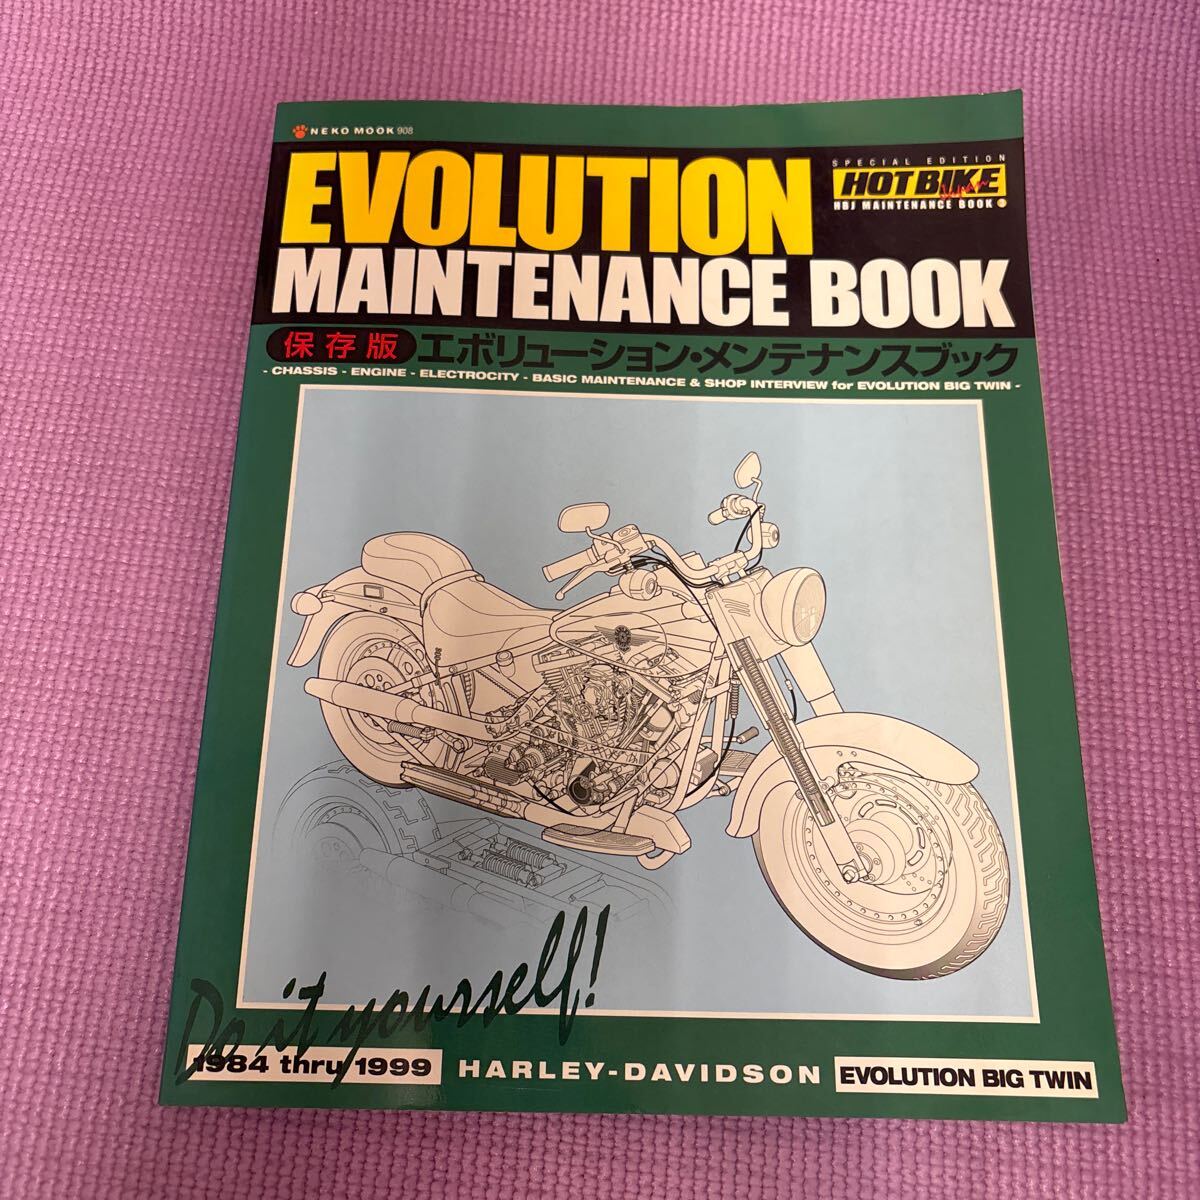 NEKO MOOK 908
EVOLUTION
SPECIAL EDITION
HOT BIKE
Japan
HBJ MAINTENANCE BOOK
MAINTENANCE BOOK
保存版 エボリューション・メンテナンスブック
- CHASSIS - ENGINE - ELECTROCITY - BASIC MAINTENANCE & SHOP INTERVIEW for EVOLUTION BIG TWIN -
Do it yourself!
1984 thru 1999 HARLEY-DAVIDSON EVOLUTION BIG TWIN